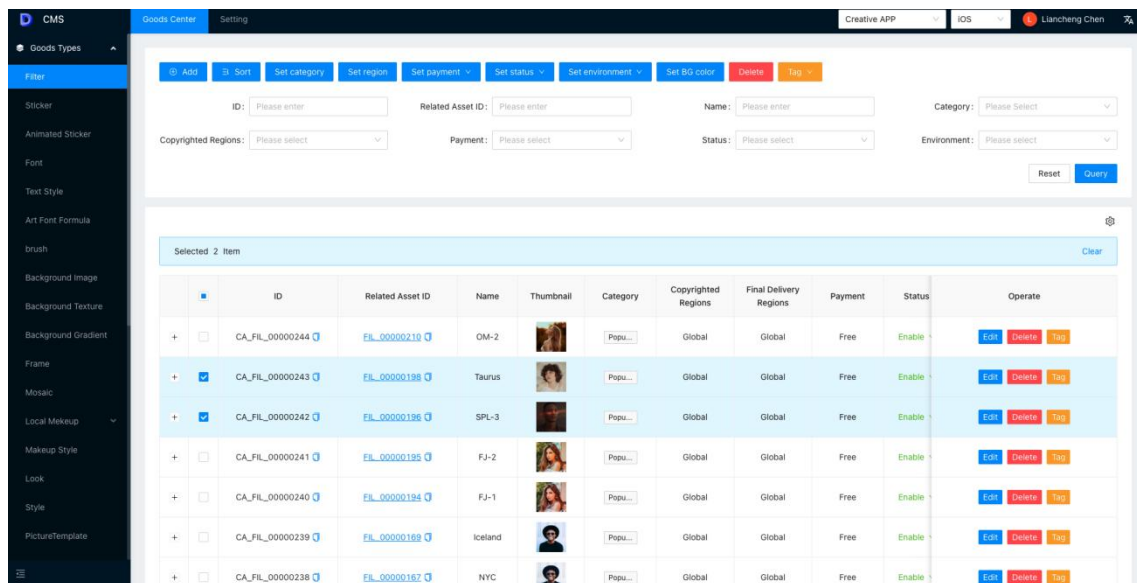 CMS
Goods Center Setting Creative APP iOS L Liancheng Chen
Goods Types
Filter
Sticker
Animated Sticker
Font
Text Style
Art Font Formula
brush
Background Image
Background Texture
Background Gradient
Frame
Mosaic
Local Mekeup
Makeup Style
Look
Style
PictureTemplate
Add Sort Set category Set region Set payment Set status Set environment Set BG color Delete Tag
ID: Please enter Related Asset ID: Please enter Name: Please enter Category: Please Select
Copyrighted Regions: Please select Payment: Please select Status: Please select Environment: Please select
Reset Query
Selected 2 Item Clear
ID Related Asset ID Name Thumbnail Category Copyrighted Regions Final Delivery Regions Payment Status Operate
+ CA_FIL_00000244 FIL_00000210 OM-2 Popu... Global Global Free Enable Edit Delete Tag
+ CA_FIL_00000243 FIL_00000198 Taurus Popu... Global Global Free Enable Edit Delete Tag
+ CA_FIL_00000242 FIL_00000196 SPL-3 Popu... Global Global Free Enable Edit Delete Tag
+ CA_FIL_00000241 FIL_00000195 FJ-2 Popu... Global Global Free Enable Edit Delete Tag
+ CA_FIL_00000240 FIL_00000194 FJ-1 Popu... Global Global Free Enable Edit Delete Tag
+ CA_FIL_00000239 FIL_00000169 Iceland Popu... Global Global Free Enable Edit Delete Tag
+ CA_FIL_00000238 FIL_00000167 NYC Popu... Global Global Free Enable Edit Delete Tag